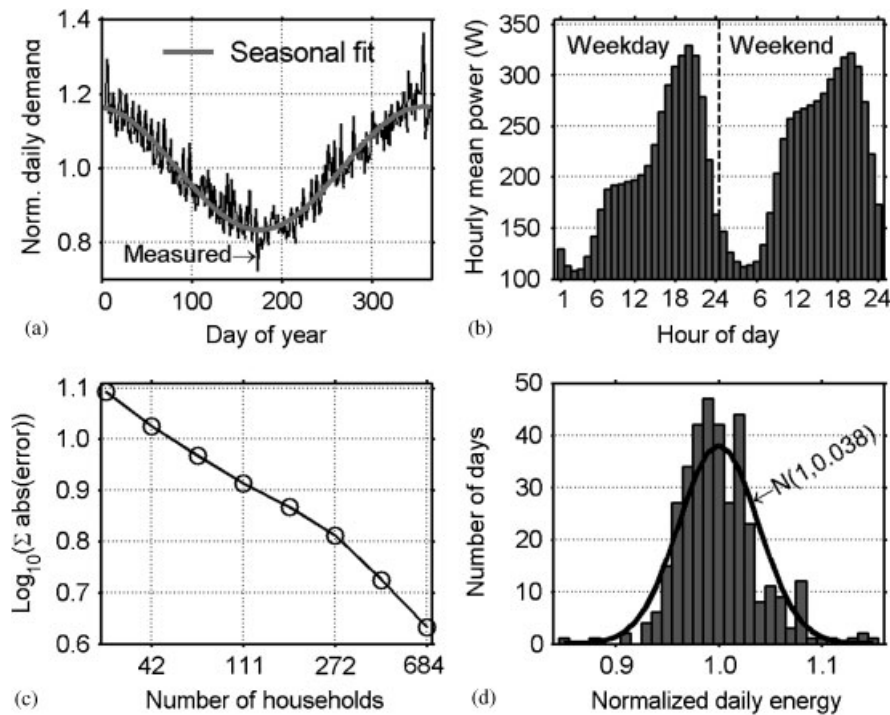 1.4
1.2
1.0
0.8
Norm. daily demand
Seasonal fit
Measured→
0 100 200 300
Day of year
(a)
350
300
250
200
150
100
Hourly mean power (W)
Weekday Weekend
1 6 12 18 24 6 12 18 24
Hour of day
(b)
1.1
1.0
0.9
0.8
0.7
0.6
Log10(Σ abs(error))
42 111 272 684
Number of households
(c)
50
40
30
20
10
0
Number of days
←N(1,0.038)
0.9 1.0 1.1
Normalized daily energy
(d)